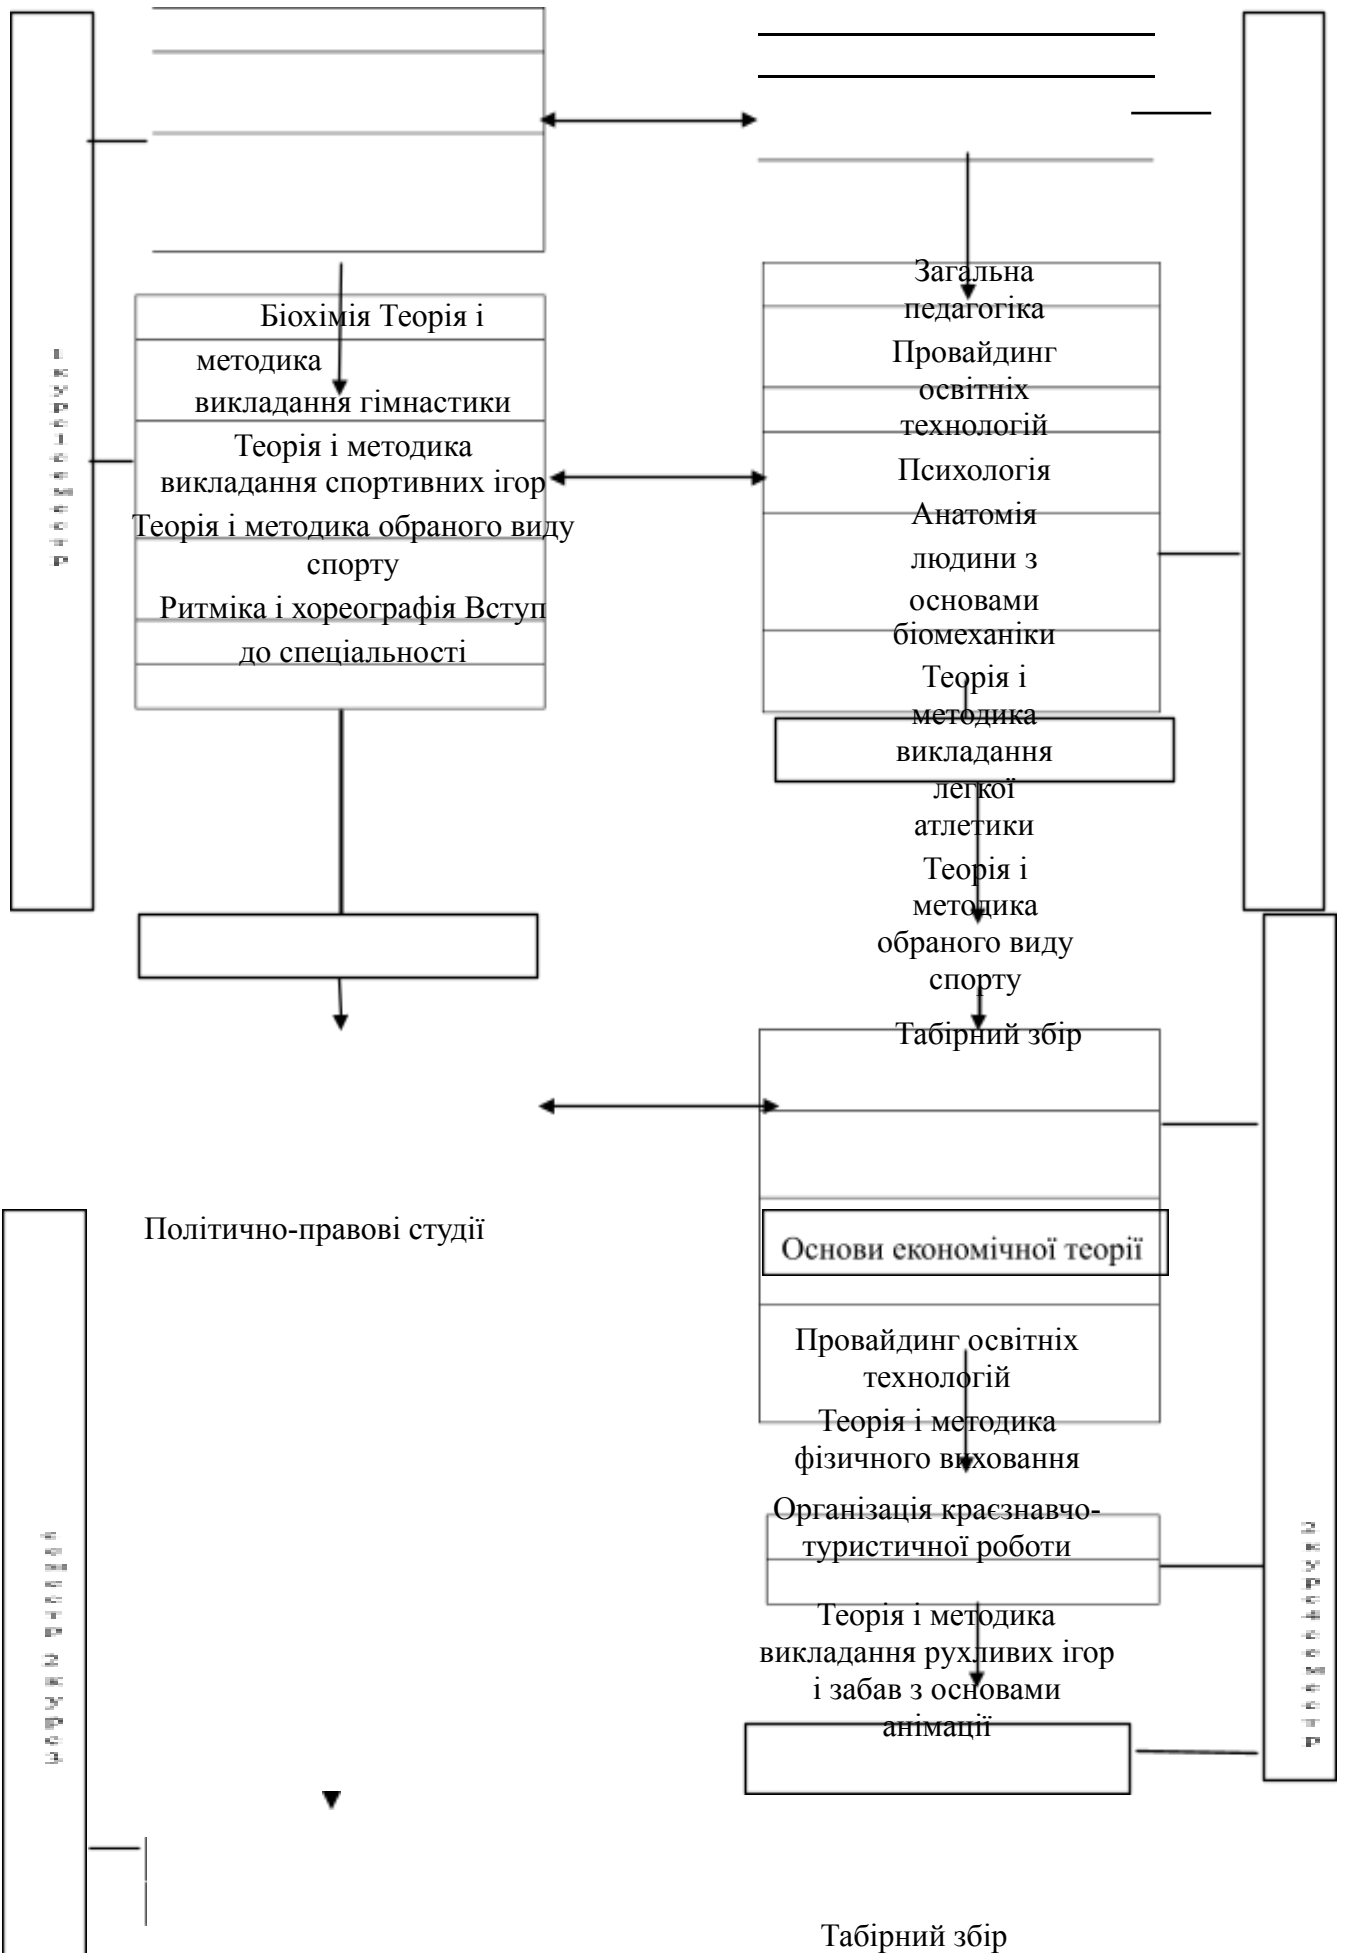 Біохімія Теорія і
методика
викладання гімнастики
Теорія і методика
викладання спортивних ігор
Теорія і методика обраного виду
спорту
Ритміка і хореографія Вступ
до спеціальності
Загальна
педагогіка
Провайдинг
освітніх
технологій
Психологія
Анатомія
людини з
основами
біомеханіки
Теорія і
методика
викладання
легкої
атлетики
Теорія і
методика
обраного виду
спорту
Табірний збір
Політично-правові студії
Основи економічної теорії
Провайдинг освітніх
технологій
Теорія і методика
фізичного виховання
Організація краєзнавчо-
туристичної роботи
Теорія і методика
викладання рухливих ігор
і забав з основами
анімації
Табірний збір